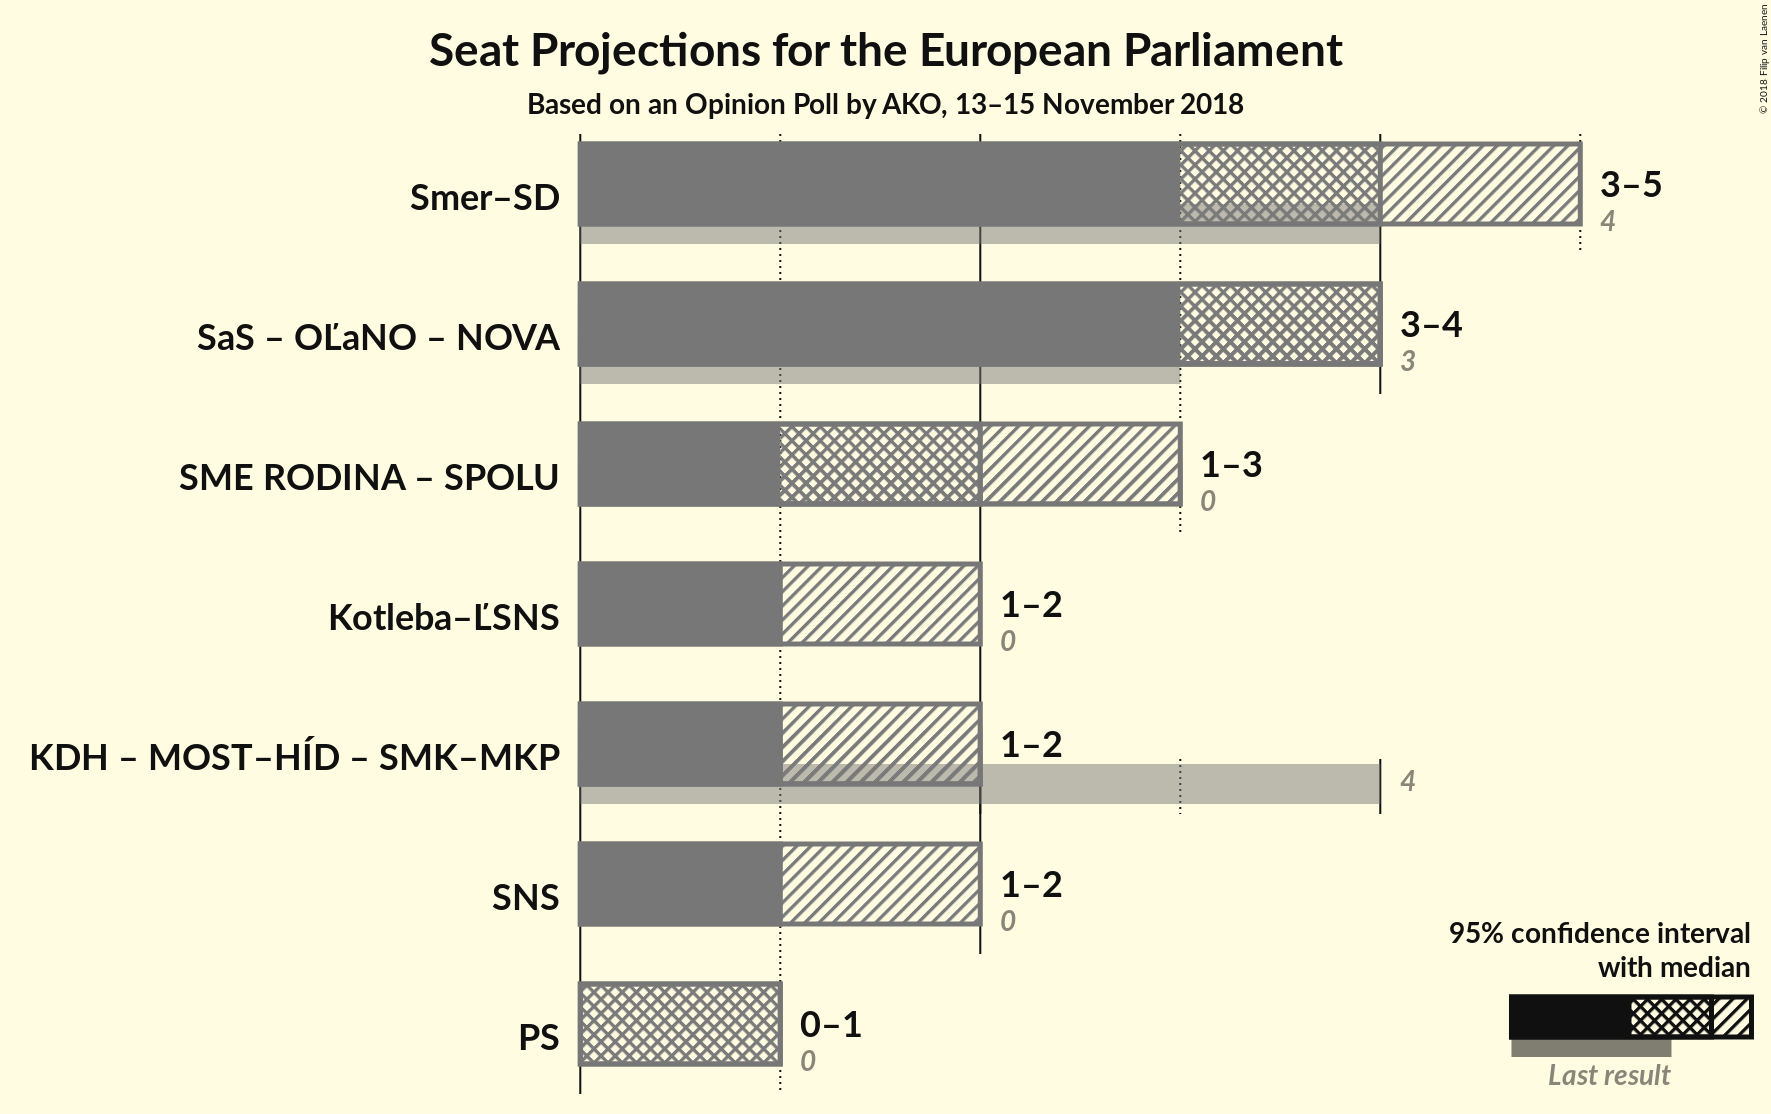 Seat Projections for the European Parliament
Based on an Opinion Poll by AKO, 13–15 November 2018
© 2018 Filip van Laenen
Smer–SD
3–5
4
SaS – OĽaNO – NOVA
3–4
3
SME RODINA – SPOLU
1–3
0
Kotleba–ĽSNS
1–2
0
KDH – MOST–HÍD – SMK–MKP
1–2
4
SNS
1–2
0
PS
0–1
0
95% confidence interval
with median
Last result